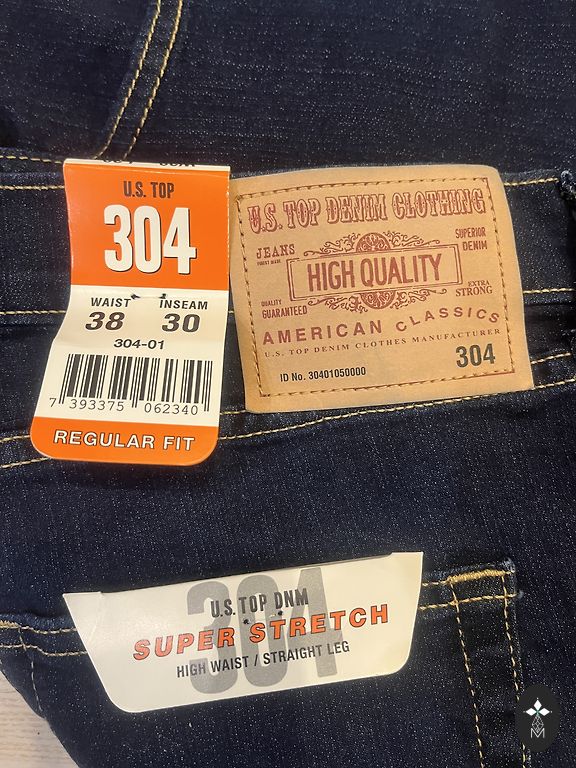 U.S. TOP
304
WAIST INSEAM
38 30
304-01
7 393375 062340
REGULAR FIT
U.S. TOP DENIM CLOTHING
JEANS
SUPERIOR
DENIM
HIGH QUALITY
QUALITY
GUARANTEED
EXTRA
STRONG
AMERICAN CLASSICS
U.S. TOP DENIM CLOTHES MANUFACTURER
304
ID No. 30401050000
304
U.S. TOP DNM
SUPER STRETCH
HIGH WAIST / STRAIGHT LEG
M